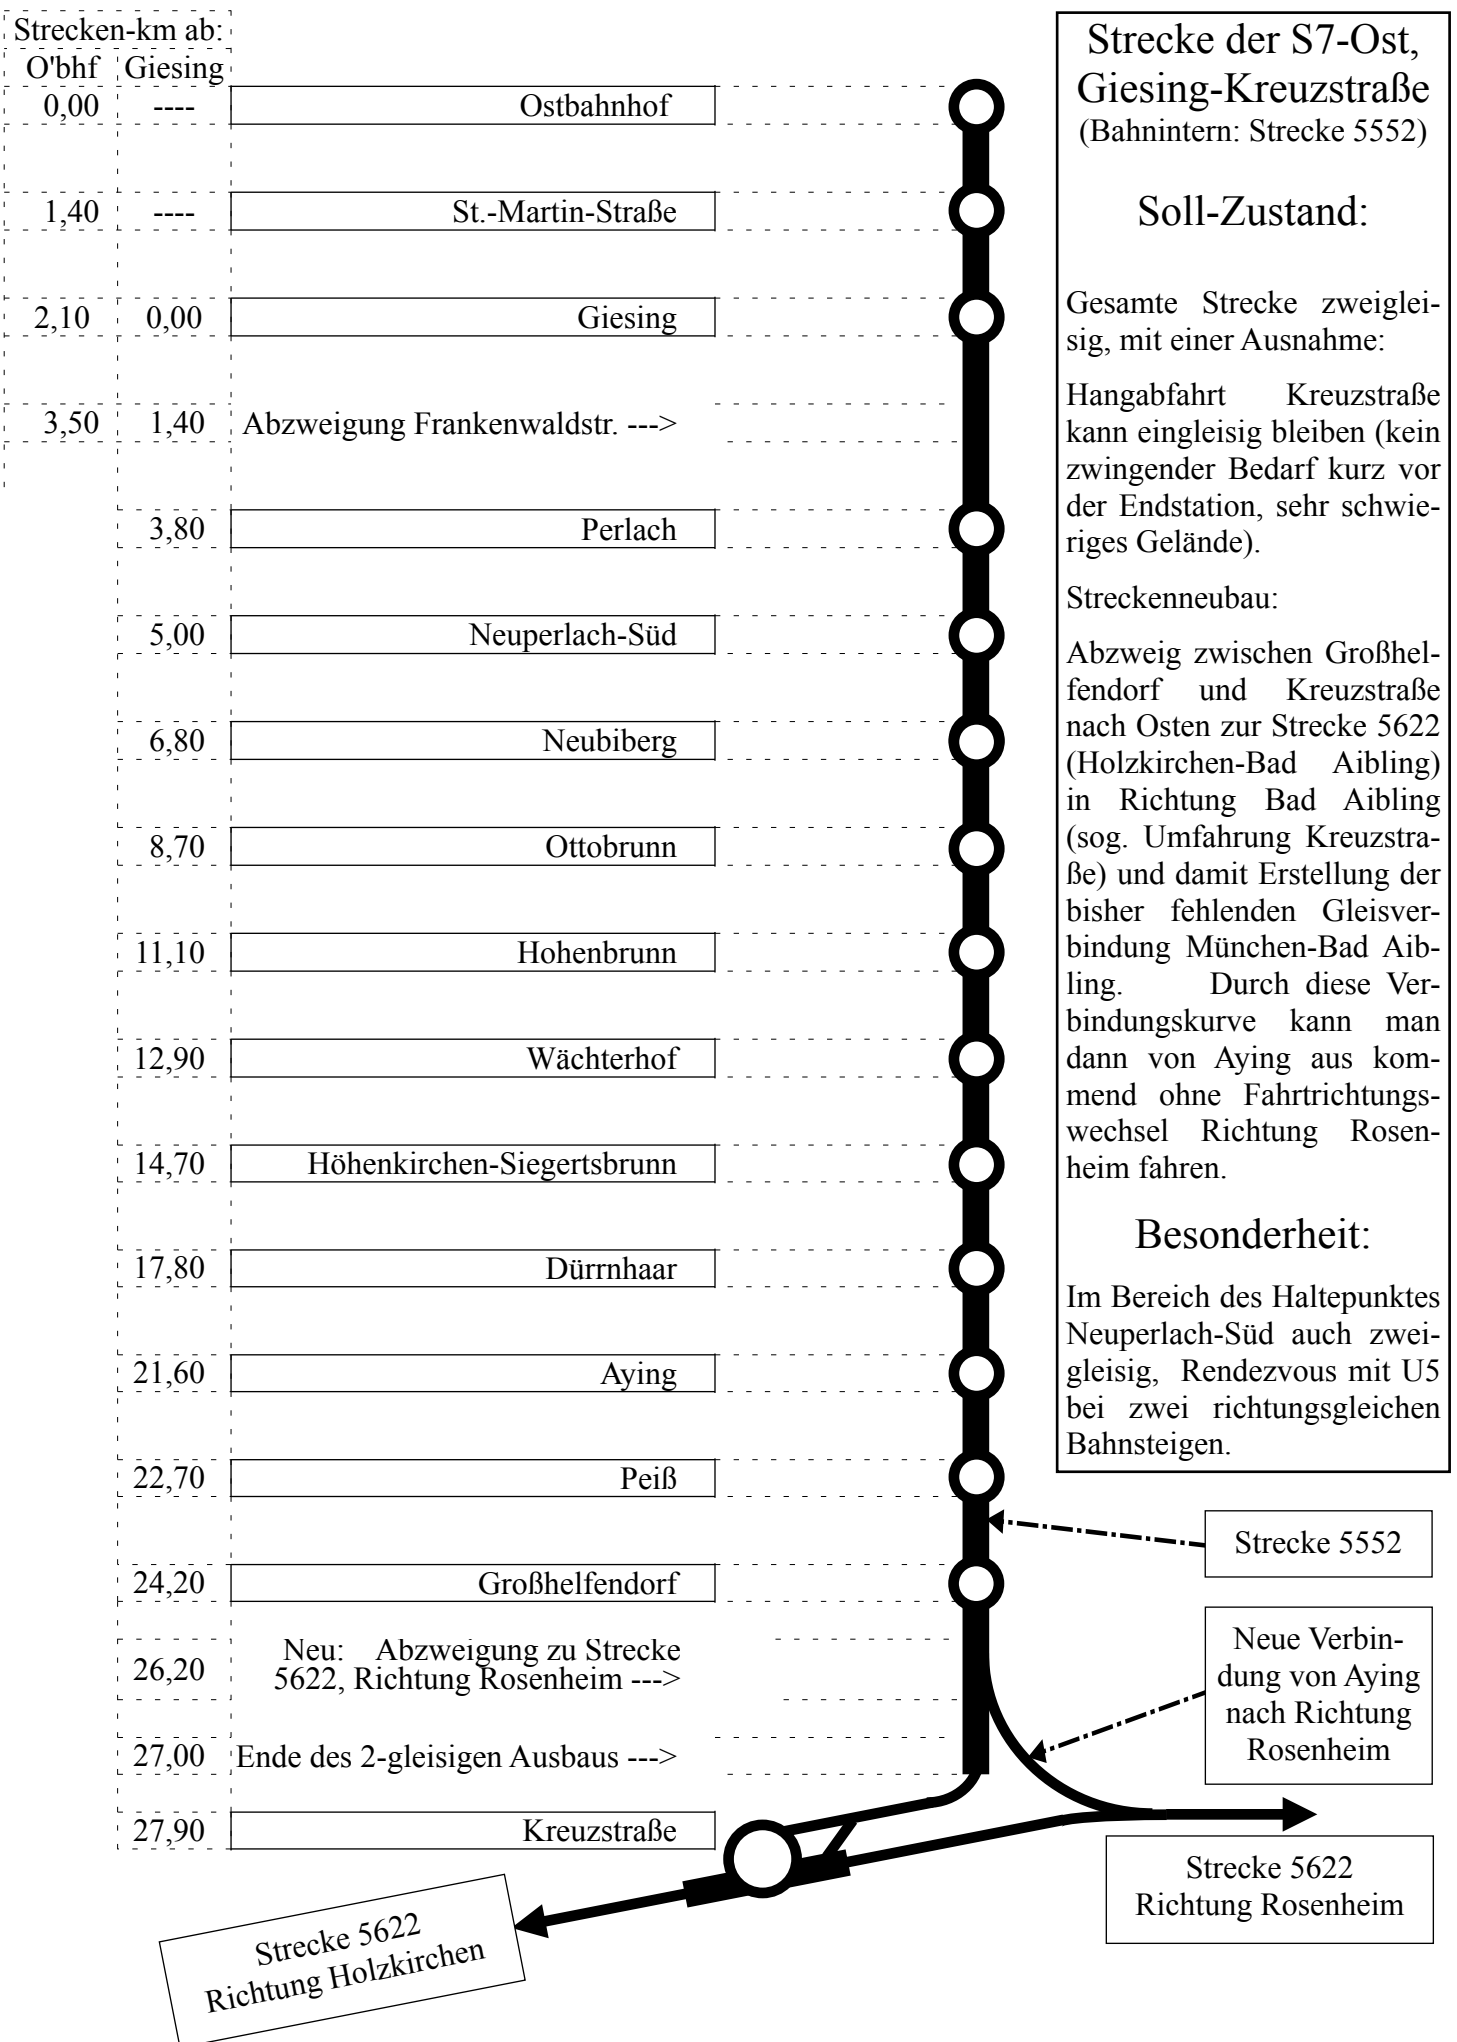 Strecken-km ab:
O'bhf Giesing
0,00 ---- Ostbahnhof
1,40 ---- St.-Martin-Straße
2,10 0,00 Giesing
3,50 1,40 Abzweigung Frankenwaldstr. --->
3,80 Perlach
5,00 Neuperlach-Süd
6,80 Neubiberg
8,70 Ottobrunn
11,10 Hohenbrunn
12,90 Wächterhof
14,70 Höhenkirchen-Siegertsbrunn
17,80 Dürrnhaar
21,60 Aying
22,70 Peiß
24,20 Großhelfendorf
26,20 Neu: Abzweigung zu Strecke
5622, Richtung Rosenheim --->
27,00 Ende des 2-gleisigen Ausbaus --->
27,90 Kreuzstraße
Strecke der S7-Ost,
Giesing-Kreuzstraße
(Bahnintern: Strecke 5552)
Soll-Zustand:
Gesamte Strecke zweiglei-
sig, mit einer Ausnahme:
Hangabfahrt Kreuzstraße
kann eingleisig bleiben (kein
zwingender Bedarf kurz vor
der Endstation, sehr schwie-
riges Gelände).
Streckenneubau:
Abzweig zwischen Großhel-
fendorf und Kreuzstraße
nach Osten zur Strecke 5622
(Holzkirchen-Bad Aibling)
in Richtung Bad Aibling
(sog. Umfahrung Kreuzstra-
ße) und damit Erstellung der
bisher fehlenden Gleisver-
bindung München-Bad Aib-
ling. Durch diese Ver-
bindungskurve kann man
dann von Aying aus kom-
mend ohne Fahrtrichtungs-
wechsel Richtung Rosen-
heim fahren.
Besonderheit:
Im Bereich des Haltepunktes
Neuperlach-Süd auch zwei-
gleisig, Rendezvous mit U5
bei zwei richtungsgleichen
Bahnsteigen.
Strecke 5552
Neue Verbin-
dung von Aying
nach Richtung
Rosenheim
Strecke 5622
Richtung Rosenheim
Strecke 5622
Richtung Holzkirchen